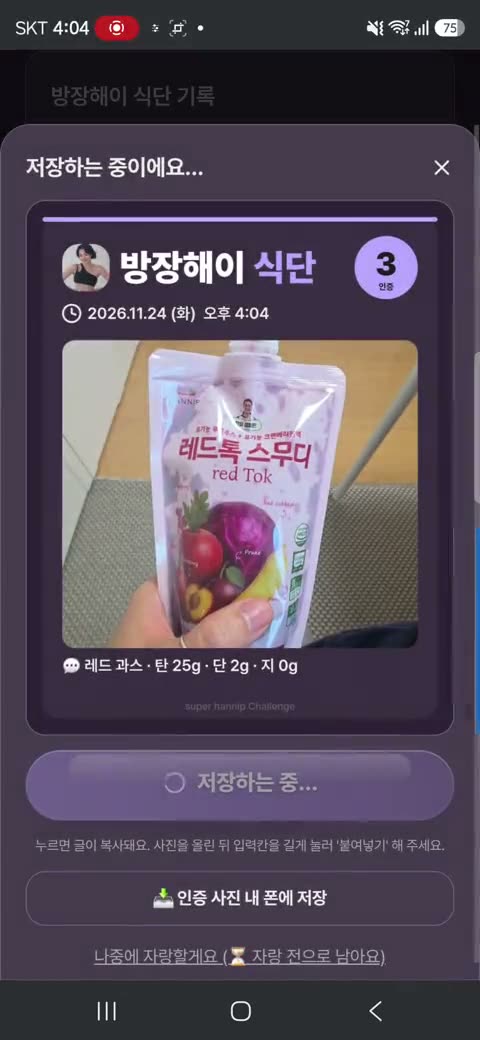 SKT 4:04
75
방장해이 식단 기록
저장하는 중이에요...
방장해이 식단
3
인증
2026.11.24 (화) 오후 4:04
레드톡 스무디
red Tok
레드 과스 · 탄 25g · 단 2g · 지 0g
super hannip Challenge
저장하는 중...
누르면 글이 복사돼요. 사진을 올린 뒤 입력칸을 길게 눌러 '붙여넣기' 해 주세요.
인증 사진 내 폰에 저장
나중에 자랑할게요 (⏳ 자랑 전으로 남아요)